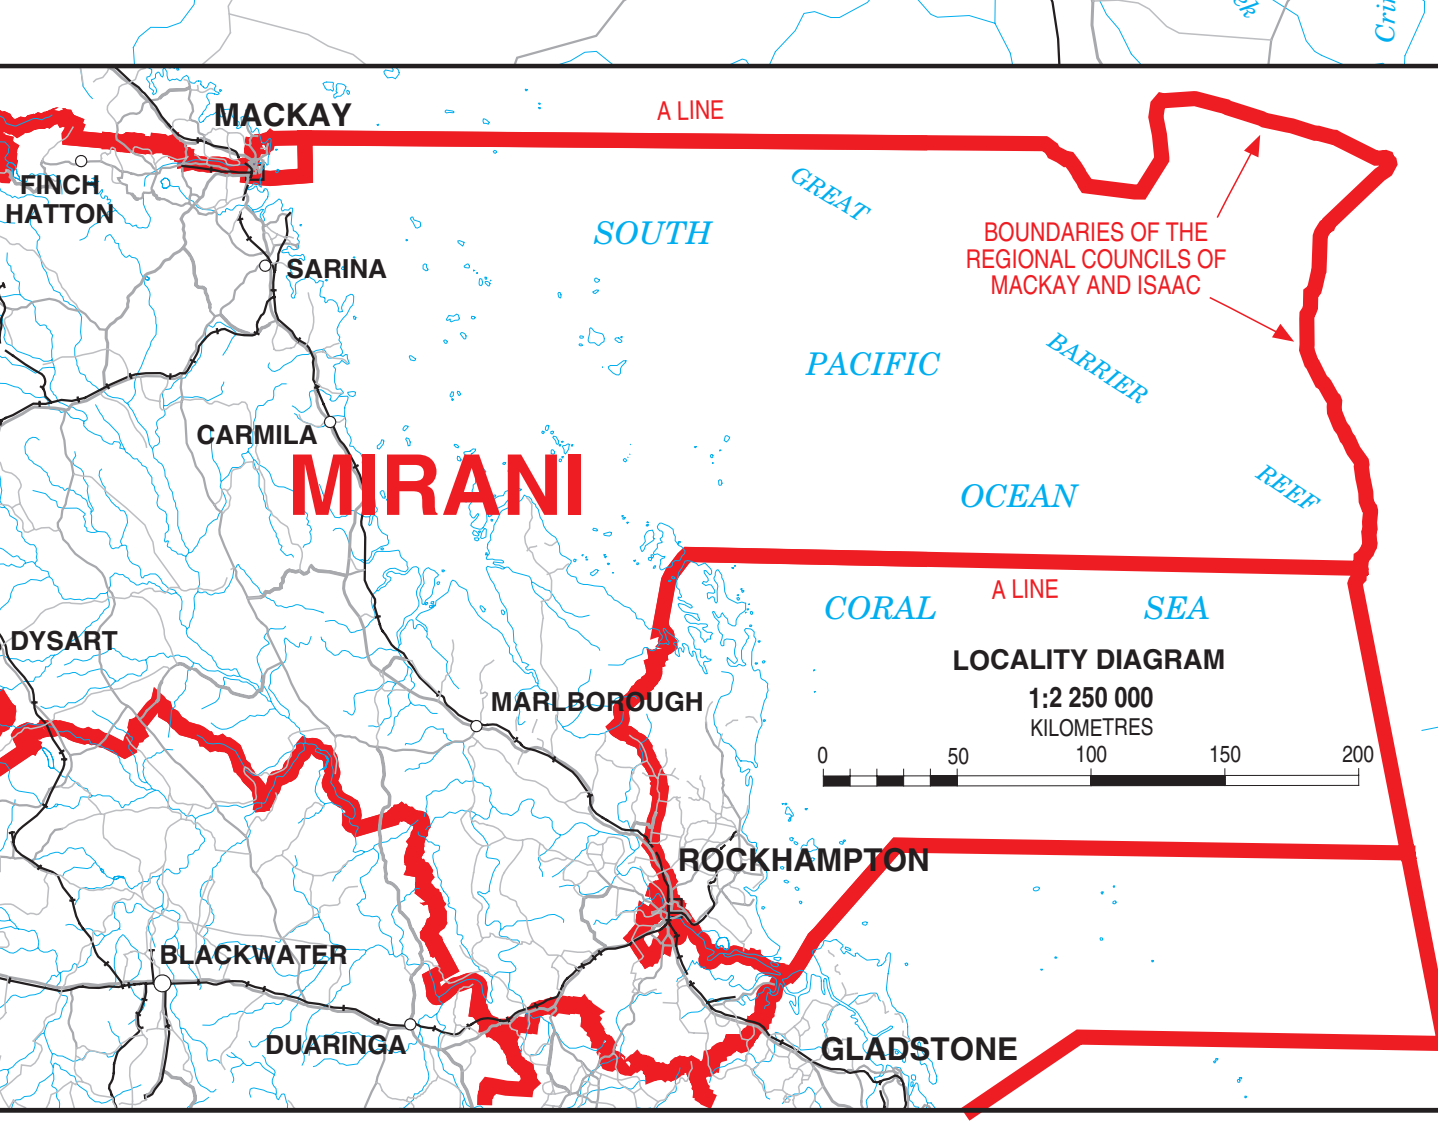 ek
Cri
MACKAY
A LINE
FINCH
HATTON
GREAT
SOUTH
BOUNDARIES OF THE
REGIONAL COUNCILS OF
MACKAY AND ISAAC
SARINA
PACIFIC
BARRIER
CARMILA
MIRANI
OCEAN
REEF
A LINE
CORAL
SEA
DYSART
LOCALITY DIAGRAM
1:2 250 000
KILOMETRES
MARLBOROUGH
0 50 100 150 200
ROCKHAMPTON
BLACKWATER
DUARINGA
GLADSTONE